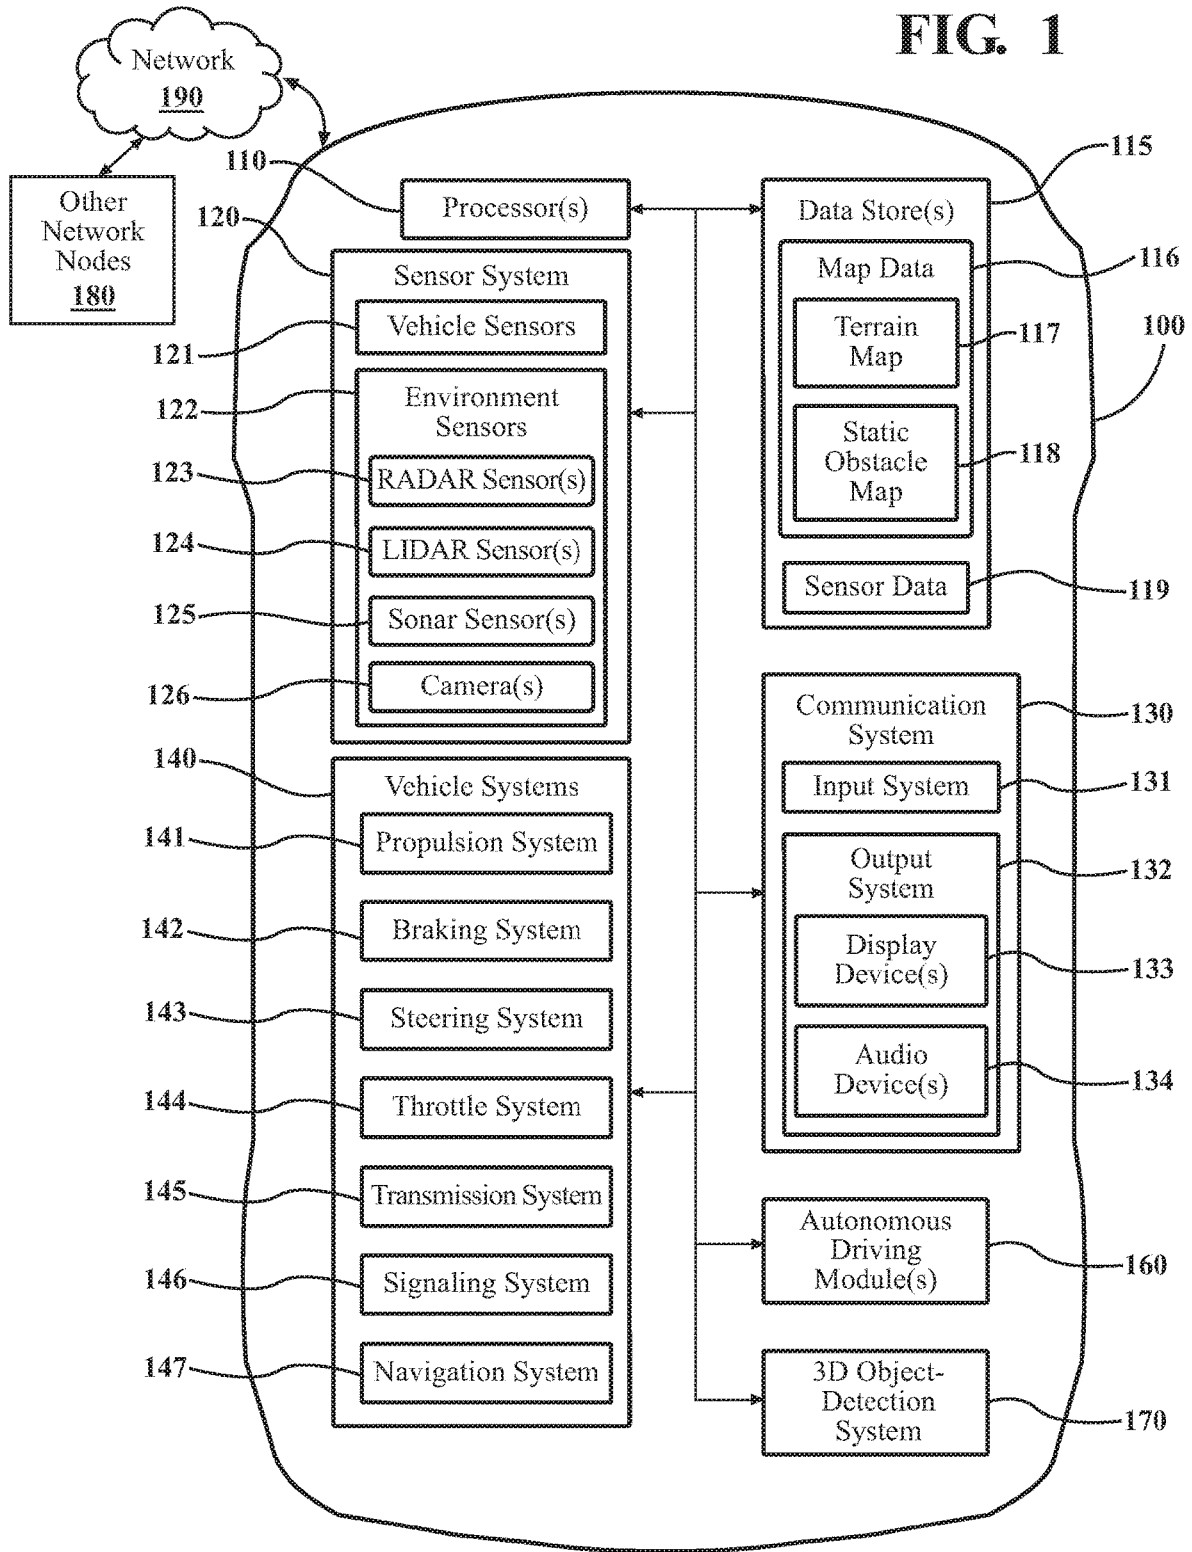 FIG. 1
Network
190
Other
Network
Nodes
180
110
Processor(s)
120
Sensor System
121
Vehicle Sensors
122
Environment
Sensors
123
RADAR Sensor(s)
124
LIDAR Sensor(s)
125
Sonar Sensor(s)
126
Camera(s)
140
Vehicle Systems
141
Propulsion System
142
Braking System
143
Steering System
144
Throttle System
145
Transmission System
146
Signaling System
147
Navigation System
115
Data Store(s)
116
Map Data
Terrain
Map
117
100
Static
Obstacle
Map
118
Sensor Data
119
Communication
System
130
Input System
131
Output
System
132
Display
Device(s)
133
Audio
Device(s)
134
Autonomous
Driving
Module(s)
160
3D Object-
Detection
System
170